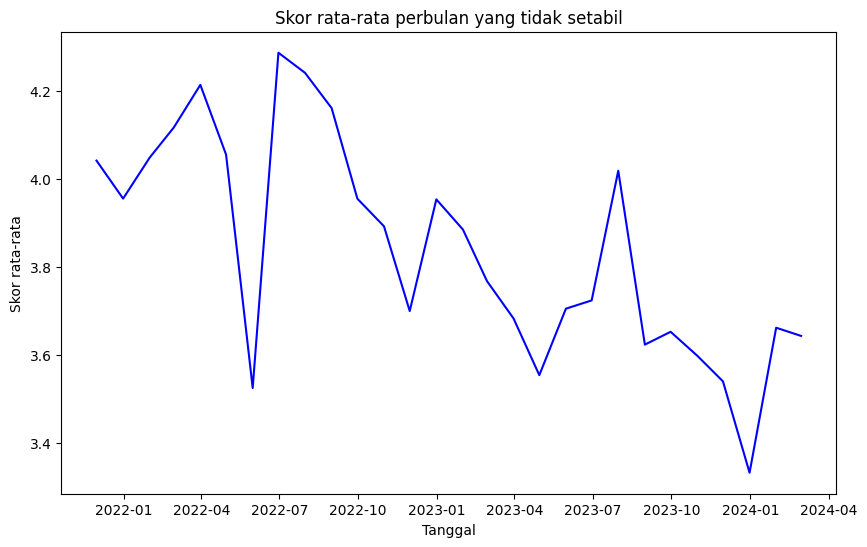 Skor rata-rata perbulan yang tidak setabil
Skor rata-rata
4.2
4.0
3.8
3.6
3.4
2022-01 2022-04 2022-07 2022-10 2023-01 2023-04 2023-07 2023-10 2024-01 2024-04
Tanggal